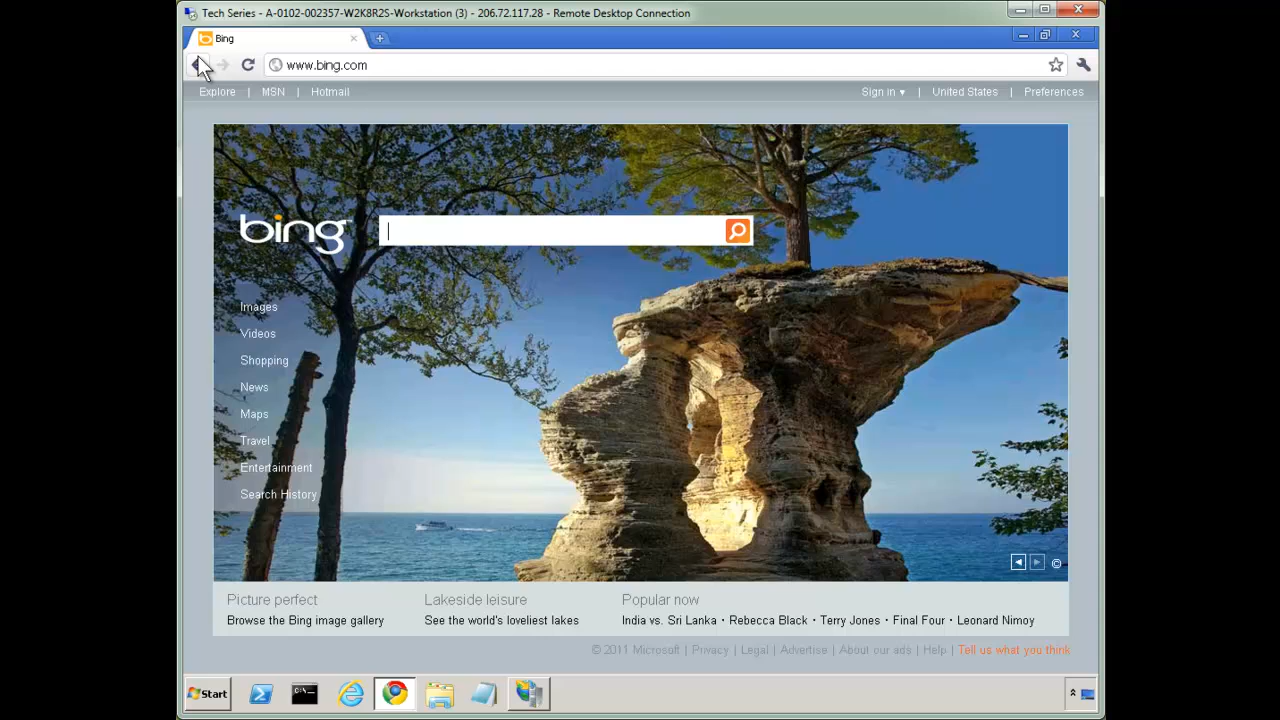 Tech Series - A-0102-002357-W2K8R2S-Workstation (3) - 206.72.117.28 - Remote Desktop Connection
Bing
www.bing.com
Explore | MSN | Hotmail
Sign in ▾ | United States | Preferences
bing
Images
Videos
Shopping
News
Maps
Travel
Entertainment
Search History
©
Picture perfect
Browse the Bing image gallery
Lakeside leisure
See the world's loveliest lakes
Popular now
India vs. Sri Lanka · Rebecca Black · Terry Jones · Final Four · Leonard Nimoy
© 2011 Microsoft | Privacy | Legal | Advertise | About our ads | Help | Tell us what you think
Start